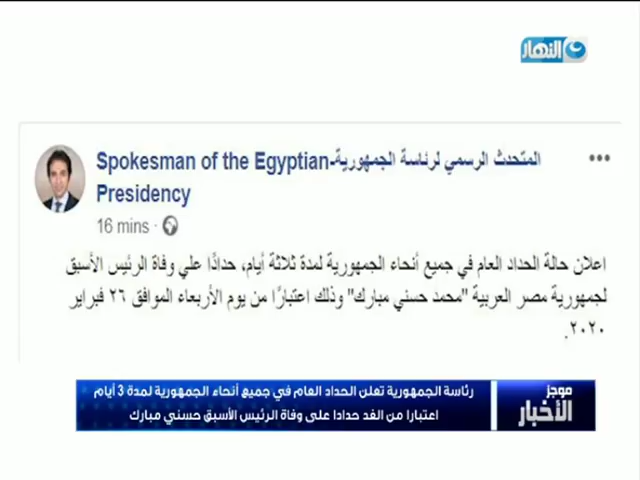 النهار
المتحدث الرسمي لرئاسة الجمهورية-Spokesman of the Egyptian
Presidency
16 mins ·
اعلان حالة الحداد العام في جميع أنحاء الجمهورية لمدة ثلاثة أيام، حدادًا علي وفاة الرئيس الأسبق
لجمهورية مصر العربية "محمد حسني مبارك" وذلك اعتبارًا من يوم الأربعاء الموافق ٢٦ فبراير
٢٠٢٠.
موجز
الأخبار
رئاسة الجمهورية تعلن الحداد العام في جميع أنحاء الجمهورية لمدة 3 أيام
اعتبارا من الغد حدادا على وفاة الرئيس الأسبق حسني مبارك